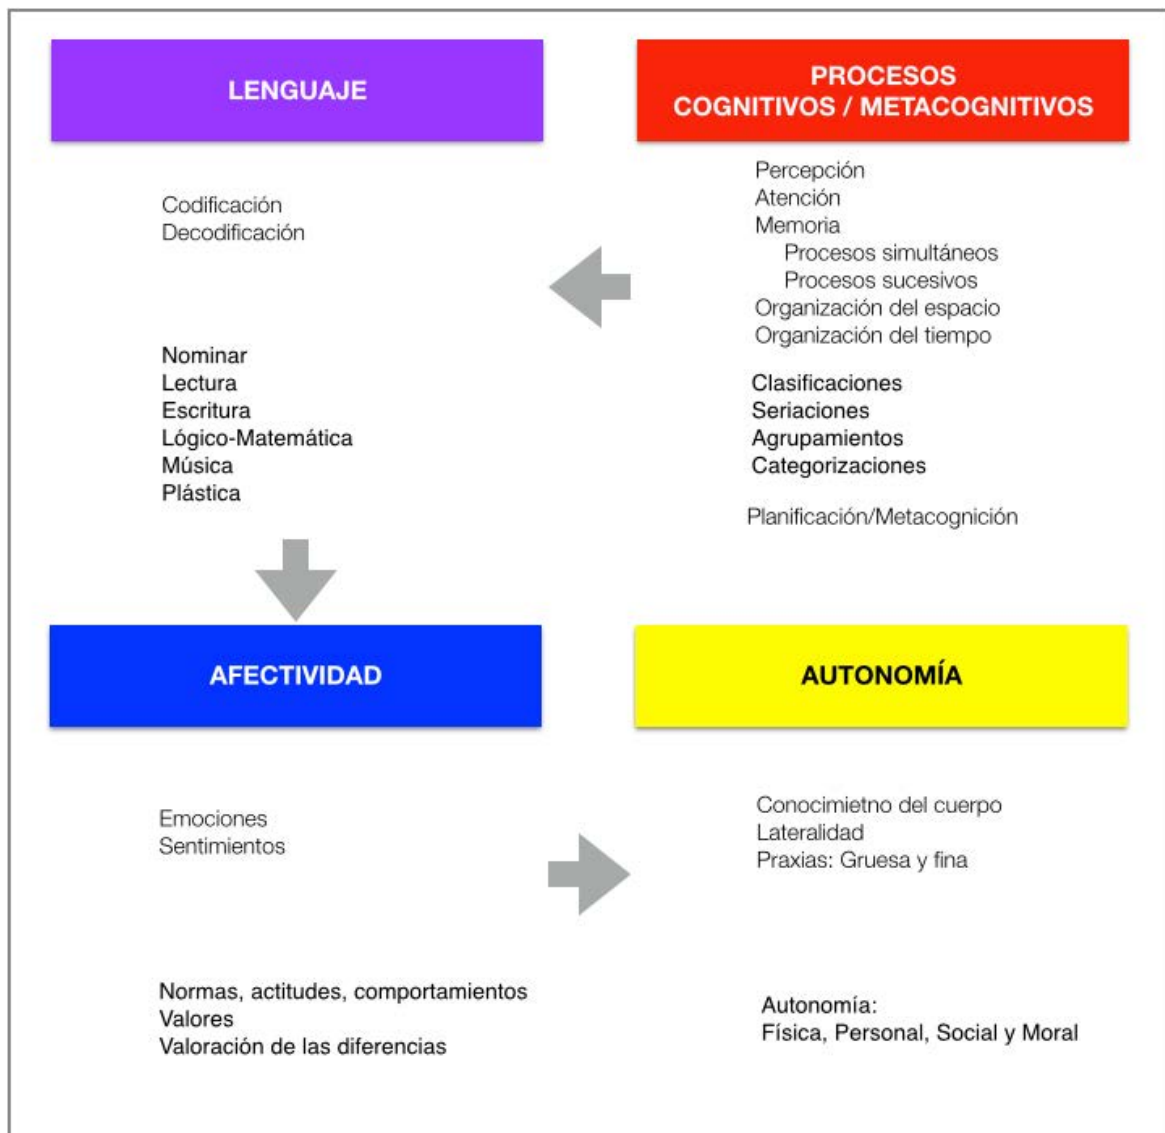 LENGUAJE
Codificación
Decodificación
Nominar
Lectura
Escritura
Lógico-Matemática
Música
Plástica
PROCESOS
COGNITIVOS / METACOGNITIVOS
Percepción
Atención
Memoria
Procesos simultáneos
Procesos sucesivos
Organización del espacio
Organización del tiempo
Clasificaciones
Seriaciones
Agrupamientos
Categorizaciones
Planificación/Metacognición
AFECTIVIDAD
Emociones
Sentimientos
Normas, actitudes, comportamientos
Valores
Valoración de las diferencias
AUTONOMÍA
Conocimietno del cuerpo
Lateralidad
Praxias: Gruesa y fina
Autonomía:
Física, Personal, Social y Moral